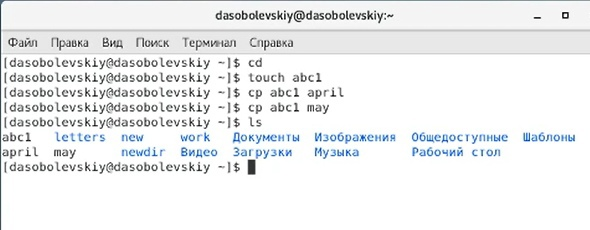 dasobolevskiy@dasobolevskiy:~
Файл Правка Вид Поиск Терминал Справка
[dasobolevskiy@dasobolevskiy ~]$ cd
[dasobolevskiy@dasobolevskiy ~]$ touch abc1
[dasobolevskiy@dasobolevskiy ~]$ cp abc1 april
[dasobolevskiy@dasobolevskiy ~]$ cp abc1 may
[dasobolevskiy@dasobolevskiy ~]$ ls
abc1 letters new work Документы Изображения Общедоступные Шаблоны
april may newdir Видео Загрузки Музыка Рабочий стол
[dasobolevskiy@dasobolevskiy ~]$